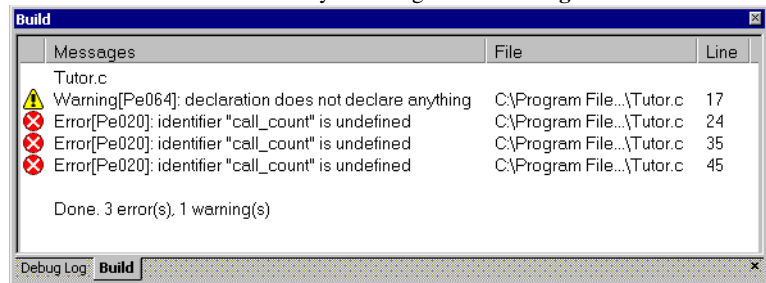 Build
Messages File Line
Tutor.c
Warning[Pe064]: declaration does not declare anything C:\Program File...\Tutor.c 17
Error[Pe020]: identifier "call_count" is undefined C:\Program File...\Tutor.c 24
Error[Pe020]: identifier "call_count" is undefined C:\Program File...\Tutor.c 35
Error[Pe020]: identifier "call_count" is undefined C:\Program File...\Tutor.c 45
Done. 3 error(s), 1 warning(s)
Debug Log Build